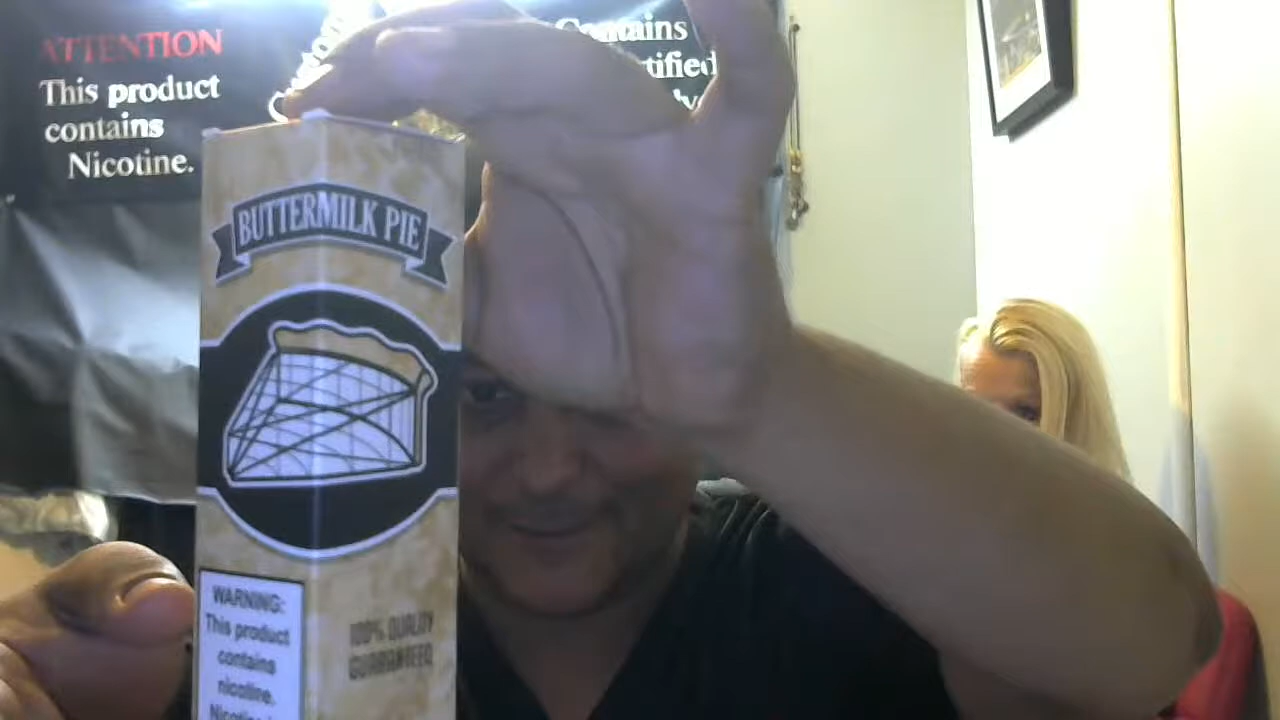 ATTENTION
This product
contains
Nicotine.
Contains
BUTTERMILK PIE
WARNING:
This product
contains
nicotine.
100% QUALITY
GUARANTEED